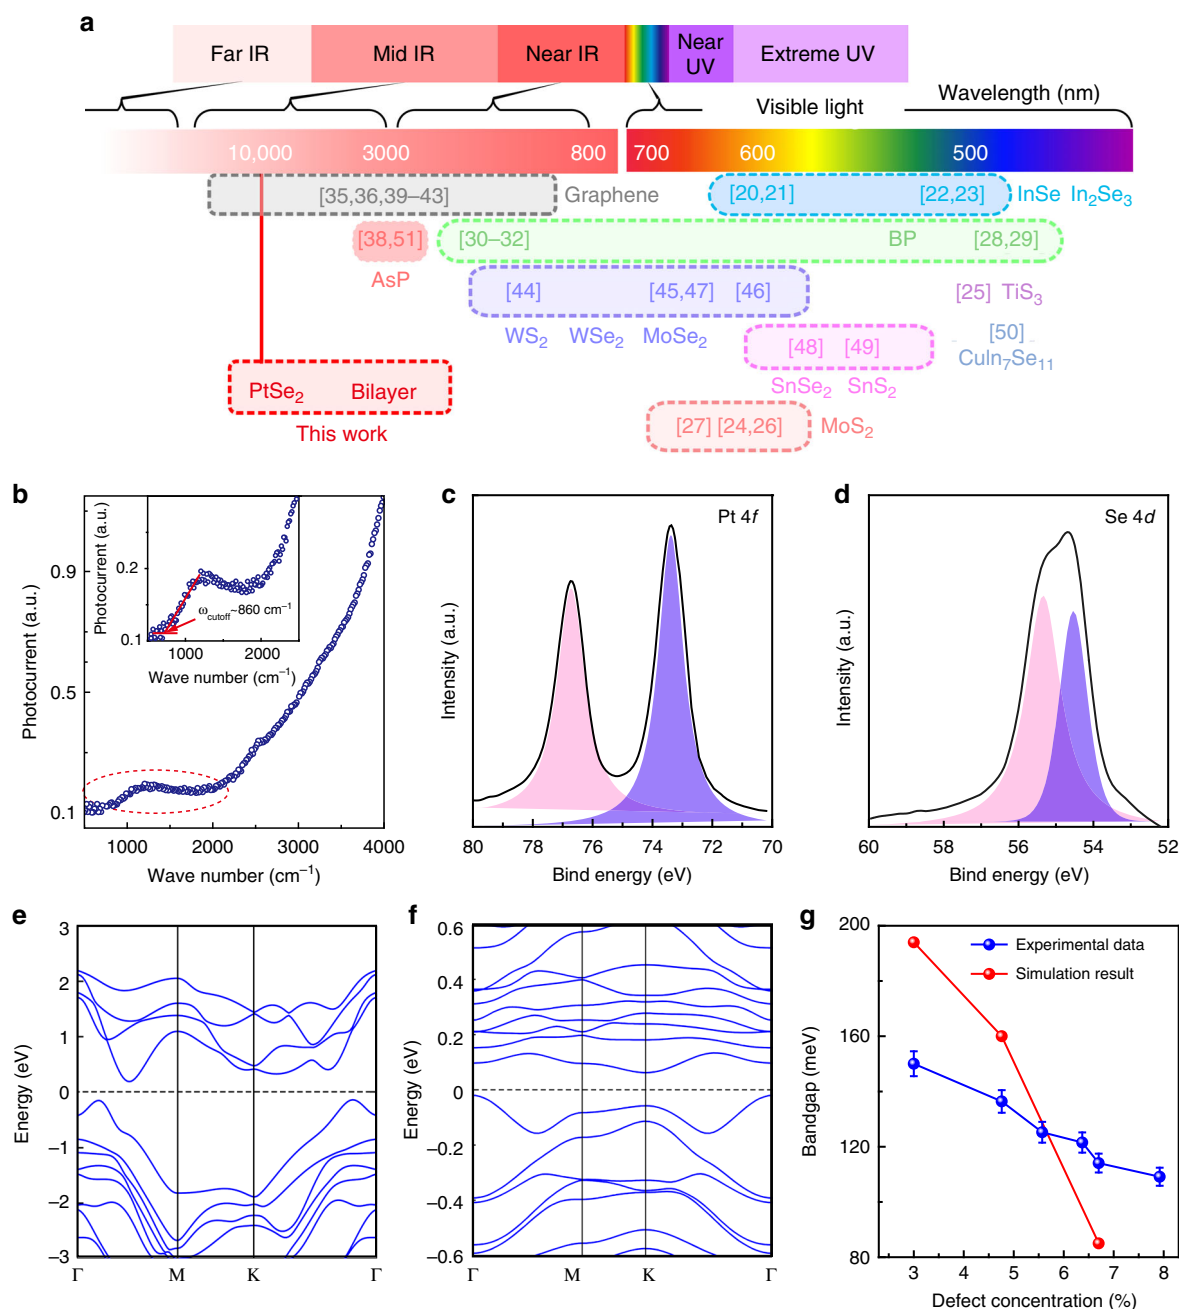 a
Far IR Mid IR Near IR Near UV Extreme UV
Visible light Wavelength (nm)
10,000 3000 800 700 600 500
[35,36,39–43] Graphene [20,21] [22,23] InSe In2Se3
[38,51] [30–32] BP [28,29]
AsP
[44] [45,47] [46] [25] TiS3
WS2 WSe2 MoSe2 [48] [49] [50]
CuIn7Se11
SnSe2 SnS2
PtSe2 Bilayer
This work
[27] [24,26] MoS2
b
Photocurrent (a.u.)
0.9
0.5
0.1
1000 2000 3000 4000
Wave number (cm–1)
Photocurrent (a.u.)
0.2
0.1
ωcutoff~860 cm–1
1000 2000
Wave number (cm–1)
c
Pt 4f
Intensity (a.u.)
80 78 76 74 72 70
Bind energy (eV)
d
Se 4d
Intensity (a.u.)
60 58 56 54 52
Bind energy (eV)
e
Energy (eV)
3
2
1
0
–1
–2
–3
Γ M K Γ
f
Energy (eV)
0.6
0.4
0.2
0
–0.2
–0.4
–0.6
Γ M K Γ
g
Bandgap (meV)
200
160
120
80
Experimental data
Simulation result
3 4 5 6 7 8
Defect concentration (%)